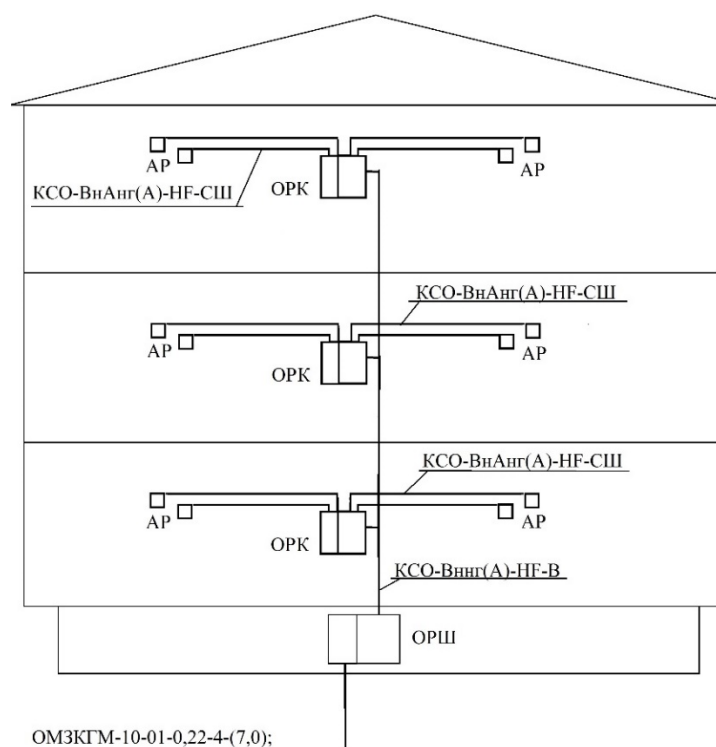 АР
ОРК
АР
КСО-ВнАнг(А)-HF-СШ
КСО-ВнАнг(А)-HF-СШ
АР
ОРК
АР
КСО-ВнАнг(А)-HF-СШ
АР
ОРК
АР
КСО-Вннг(А)-HF-В
ОРШ
ОМЗКГМ-10-01-0,22-4-(7,0);